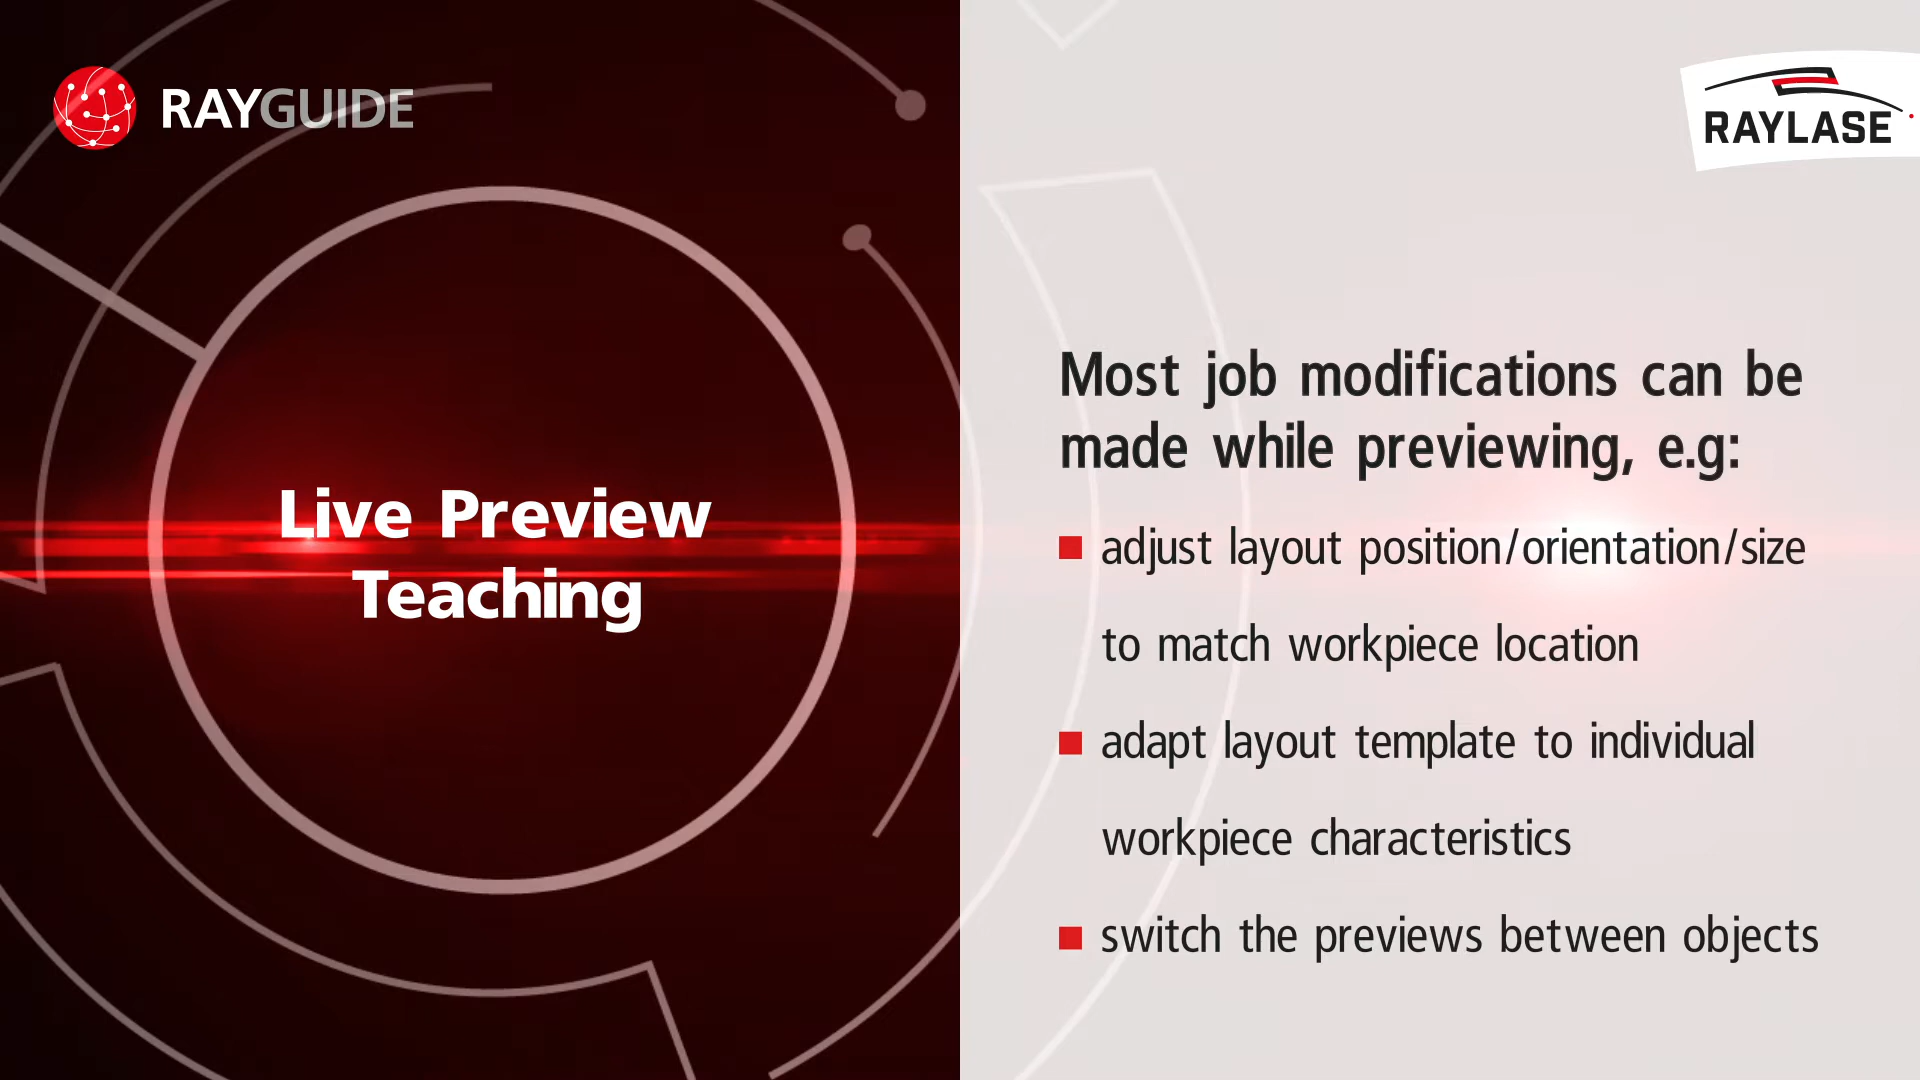 RAYGUIDE
RAYLASE
Live Preview
Teaching
Most job modifications can be
made while previewing, e.g:
adjust layout position/orientation/size
to match workpiece location
adapt layout template to individual
workpiece characteristics
switch the previews between objects